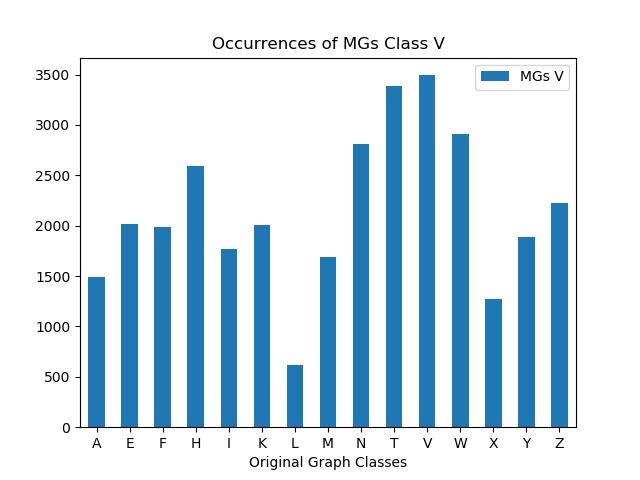 Occurrences of MGs Class V
MGs V
3500
3000
2500
2000
1500
1000
500
0
A E F H I K L M N T V W X Y Z
Original Graph Classes